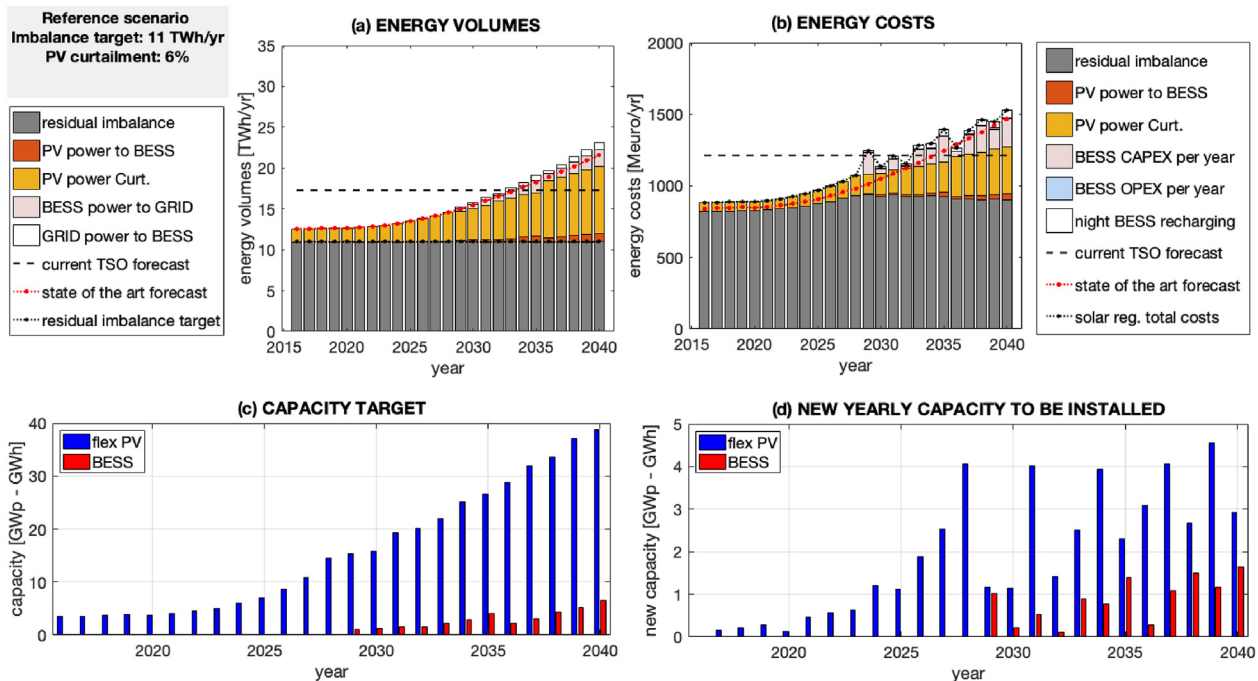 Reference scenario
Imbalance target: 11 TWh/yr
PV curtailment: 6%
residual imbalance
PV power to BESS
PV power Curt.
BESS power to GRID
GRID power to BESS
current TSO forecast
state of the art forecast
residual imbalance target
(a) ENERGY VOLUMES
energy volumes [TWh/yr]
35
30
25
20
15
10
5
0
2015 2020 2025 2030 2035 2040
year
(b) ENERGY COSTS
energy costs [Meuro/yr]
2000
1500
1000
500
0
2015 2020 2025 2030 2035 2040
year
residual imbalance
PV power to BESS
PV power Curt.
BESS CAPEX per year
BESS OPEX per year
night BESS recharging
current TSO forecast
state of the art forecast
solar reg. total costs
(c) CAPACITY TARGET
capacity [GWp - GWh]
40
30
20
10
0
flex PV
BESS
2020 2025 2030 2035 2040
year
(d) NEW YEARLY CAPACITY TO BE INSTALLED
new capacity [GWp - GWh]
5
4
3
2
1
0
flex PV
BESS
2020 2025 2030 2035 2040
year